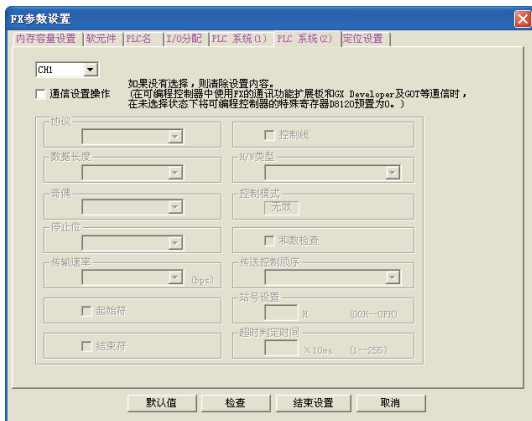 FX参数设置
内存容量设置 软元件 PLC名 I/O分配 PLC 系统(1) PLC 系统(2) 定位设置
CH1
如果没有选择，则清除设置内容。
通信设置操作 (在可编程控制器中使用FX的通讯功能扩展板和GX Developer及GOT等通信时，
在未选择状态下将可编程控制器的特殊寄存器D8120预置为0。)
协议
控制线
数据长度
H/W类型
奇偶
控制模式
无效
停止位
和数检查
传输速率
(bps)
传送控制顺序
起始符
站号设置
H (00H--0FH)
结束符
超时判定时间
×10ms (1--255)
默认值 检查 结束设置 取消